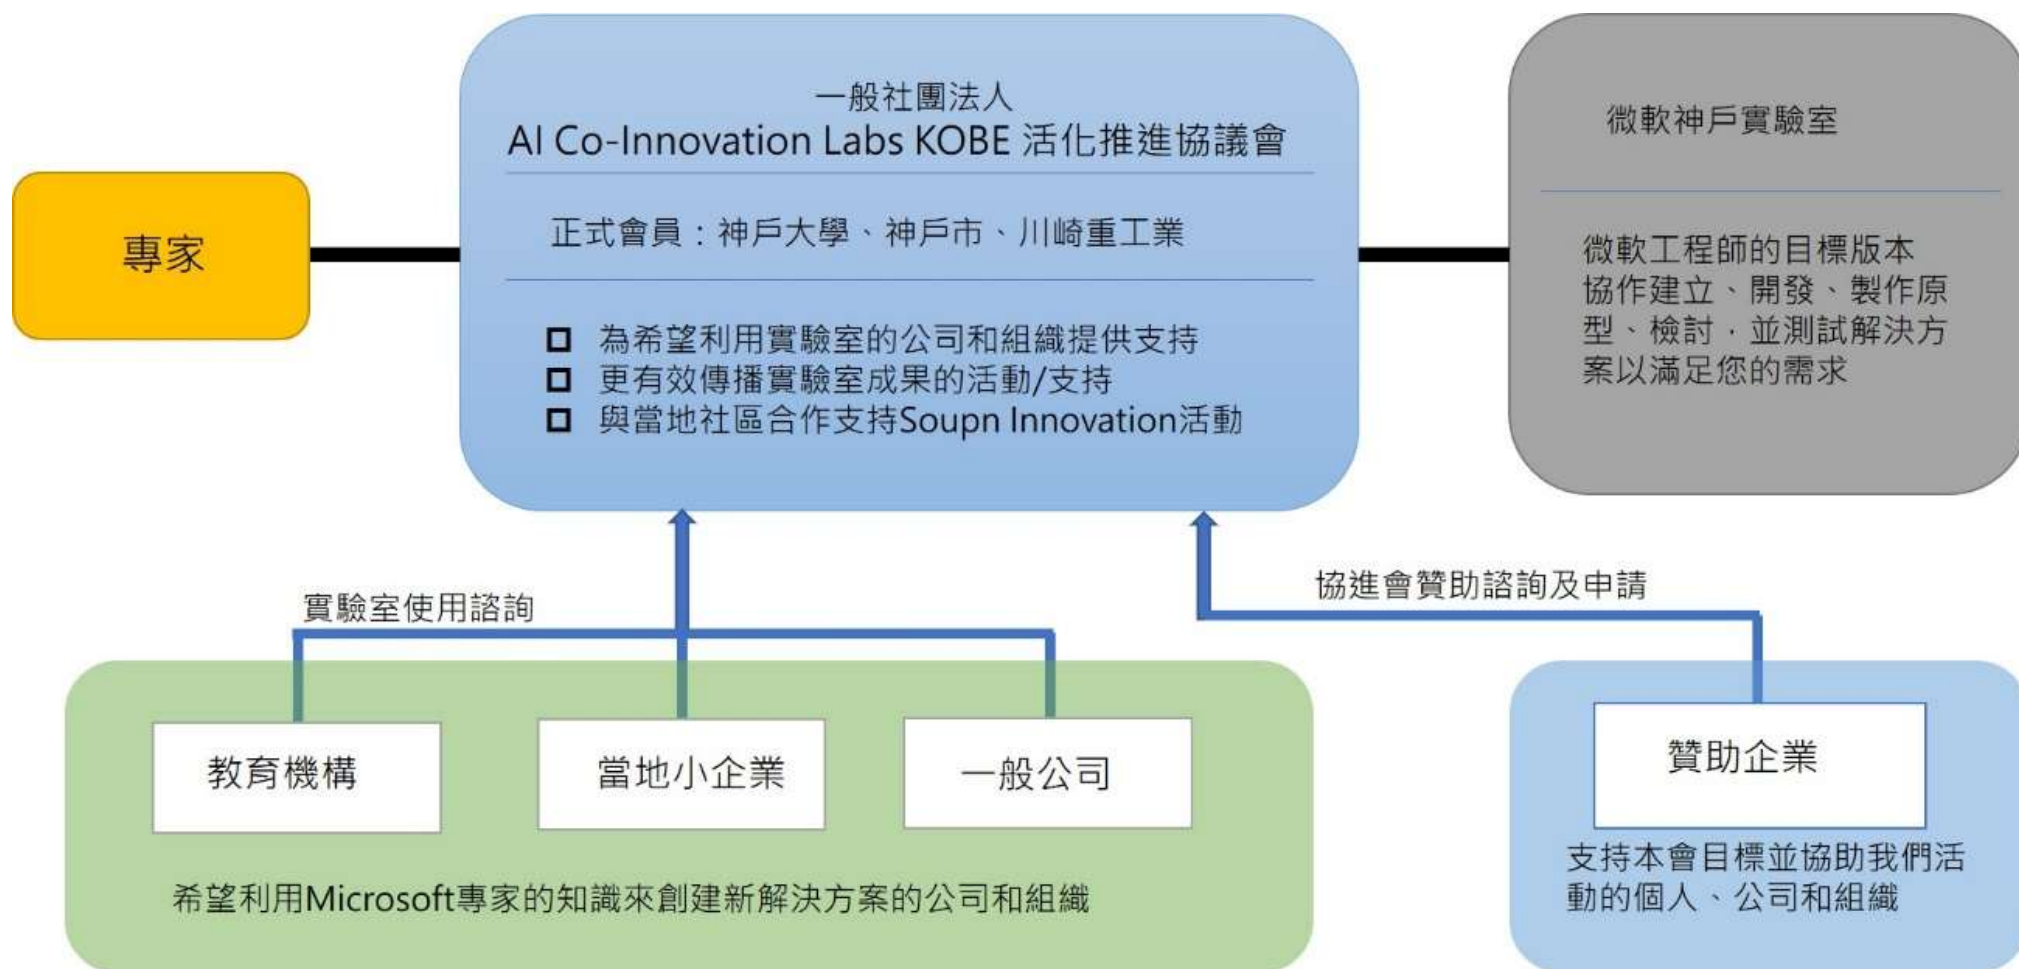 一般社團法人
AI Co-Innovation Labs KOBE 活化推進協議會
正式會員：神戶大學、神戶市、川崎重工業
為希望利用實驗室的公司和組織提供支持
更有效傳播實驗室成果的活動/支持
與當地社區合作支持Soupn Innovation活動
專家
微軟神戶實驗室
微軟工程師的目標版本
協作建立、開發、製作原
型、檢討，並測試解決方
案以滿足您的需求
實驗室使用諮詢
協進會贊助諮詢及申請
教育機構
當地小企業
一般公司
希望利用Microsoft專家的知識來創建新解決方案的公司和組織
贊助企業
支持本會目標並協助我們活
動的個人、公司和組織